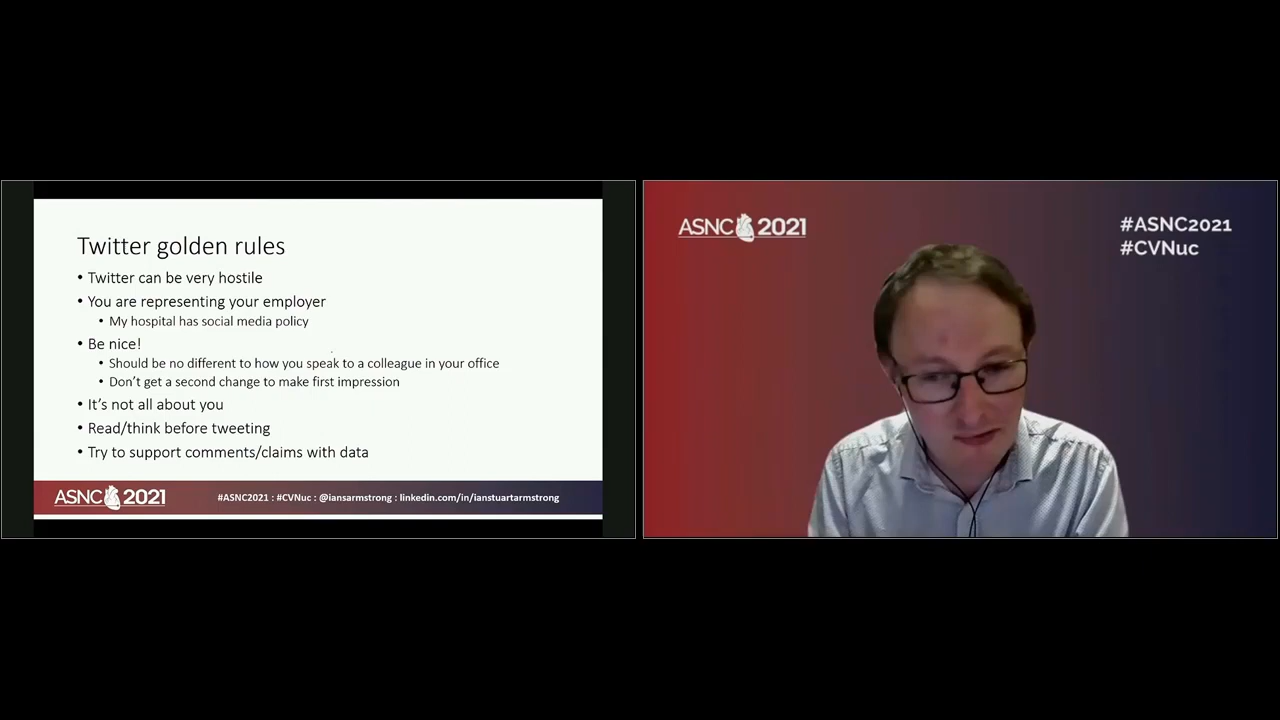 Twitter golden rules
• Twitter can be very hostile
• You are representing your employer
• My hospital has social media policy
• Be nice!
• Should be no different to how you speak to a colleague in your office
• Don't get a second change to make first impression
• It's not all about you
• Read/think before tweeting
• Try to support comments/claims with data
ASNC 2021
#ASNC2021 : #CVNuc : @iansarmstrong : linkedin.com/in/ianstuartarmstrong
ASNC 2021
#ASNC2021
#CVNuc